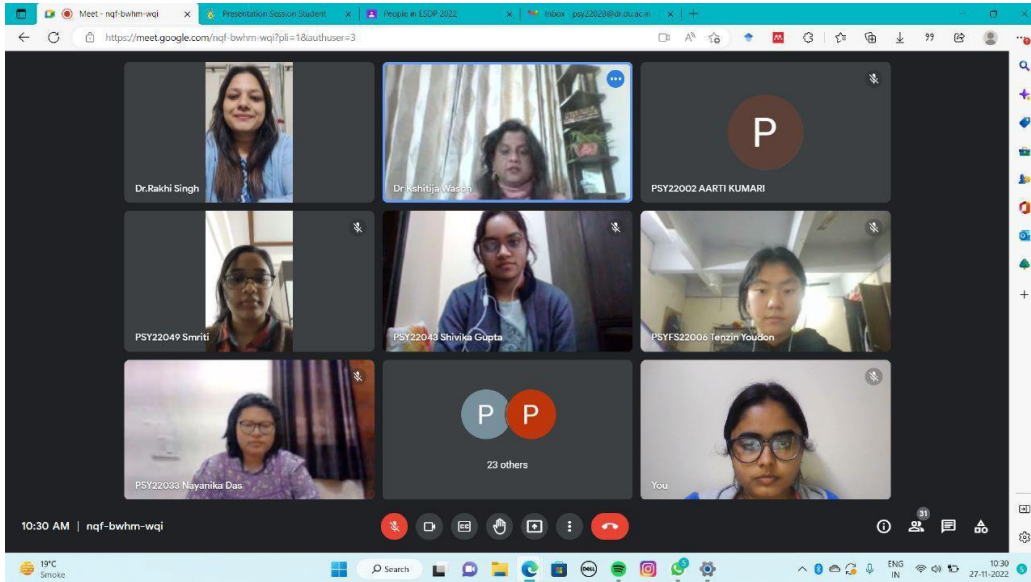 Meet - nqf-bwhm-wqi
Presentation Session Student
People in ESDP 2022
Inbox - psy22029@dr.du.ac.in
https://meet.google.com/nqf-bwhm-wqi?pli=1&authuser=3
Dr.Rakhi Singh
Dr Kshitija Wason
P
PSY22002 AARTI KUMARI
PSY22049 Smriti
PSY22043 Shivika Gupta
PSYFS22006 Tenzin Youdon
PSY22033 Nayanika Das
P P
23 others
You
10:30 AM | nqf-bwhm-wqi
31
19°C
Smoke
Search
DELL
ENG
IN
10:30
27-11-2022